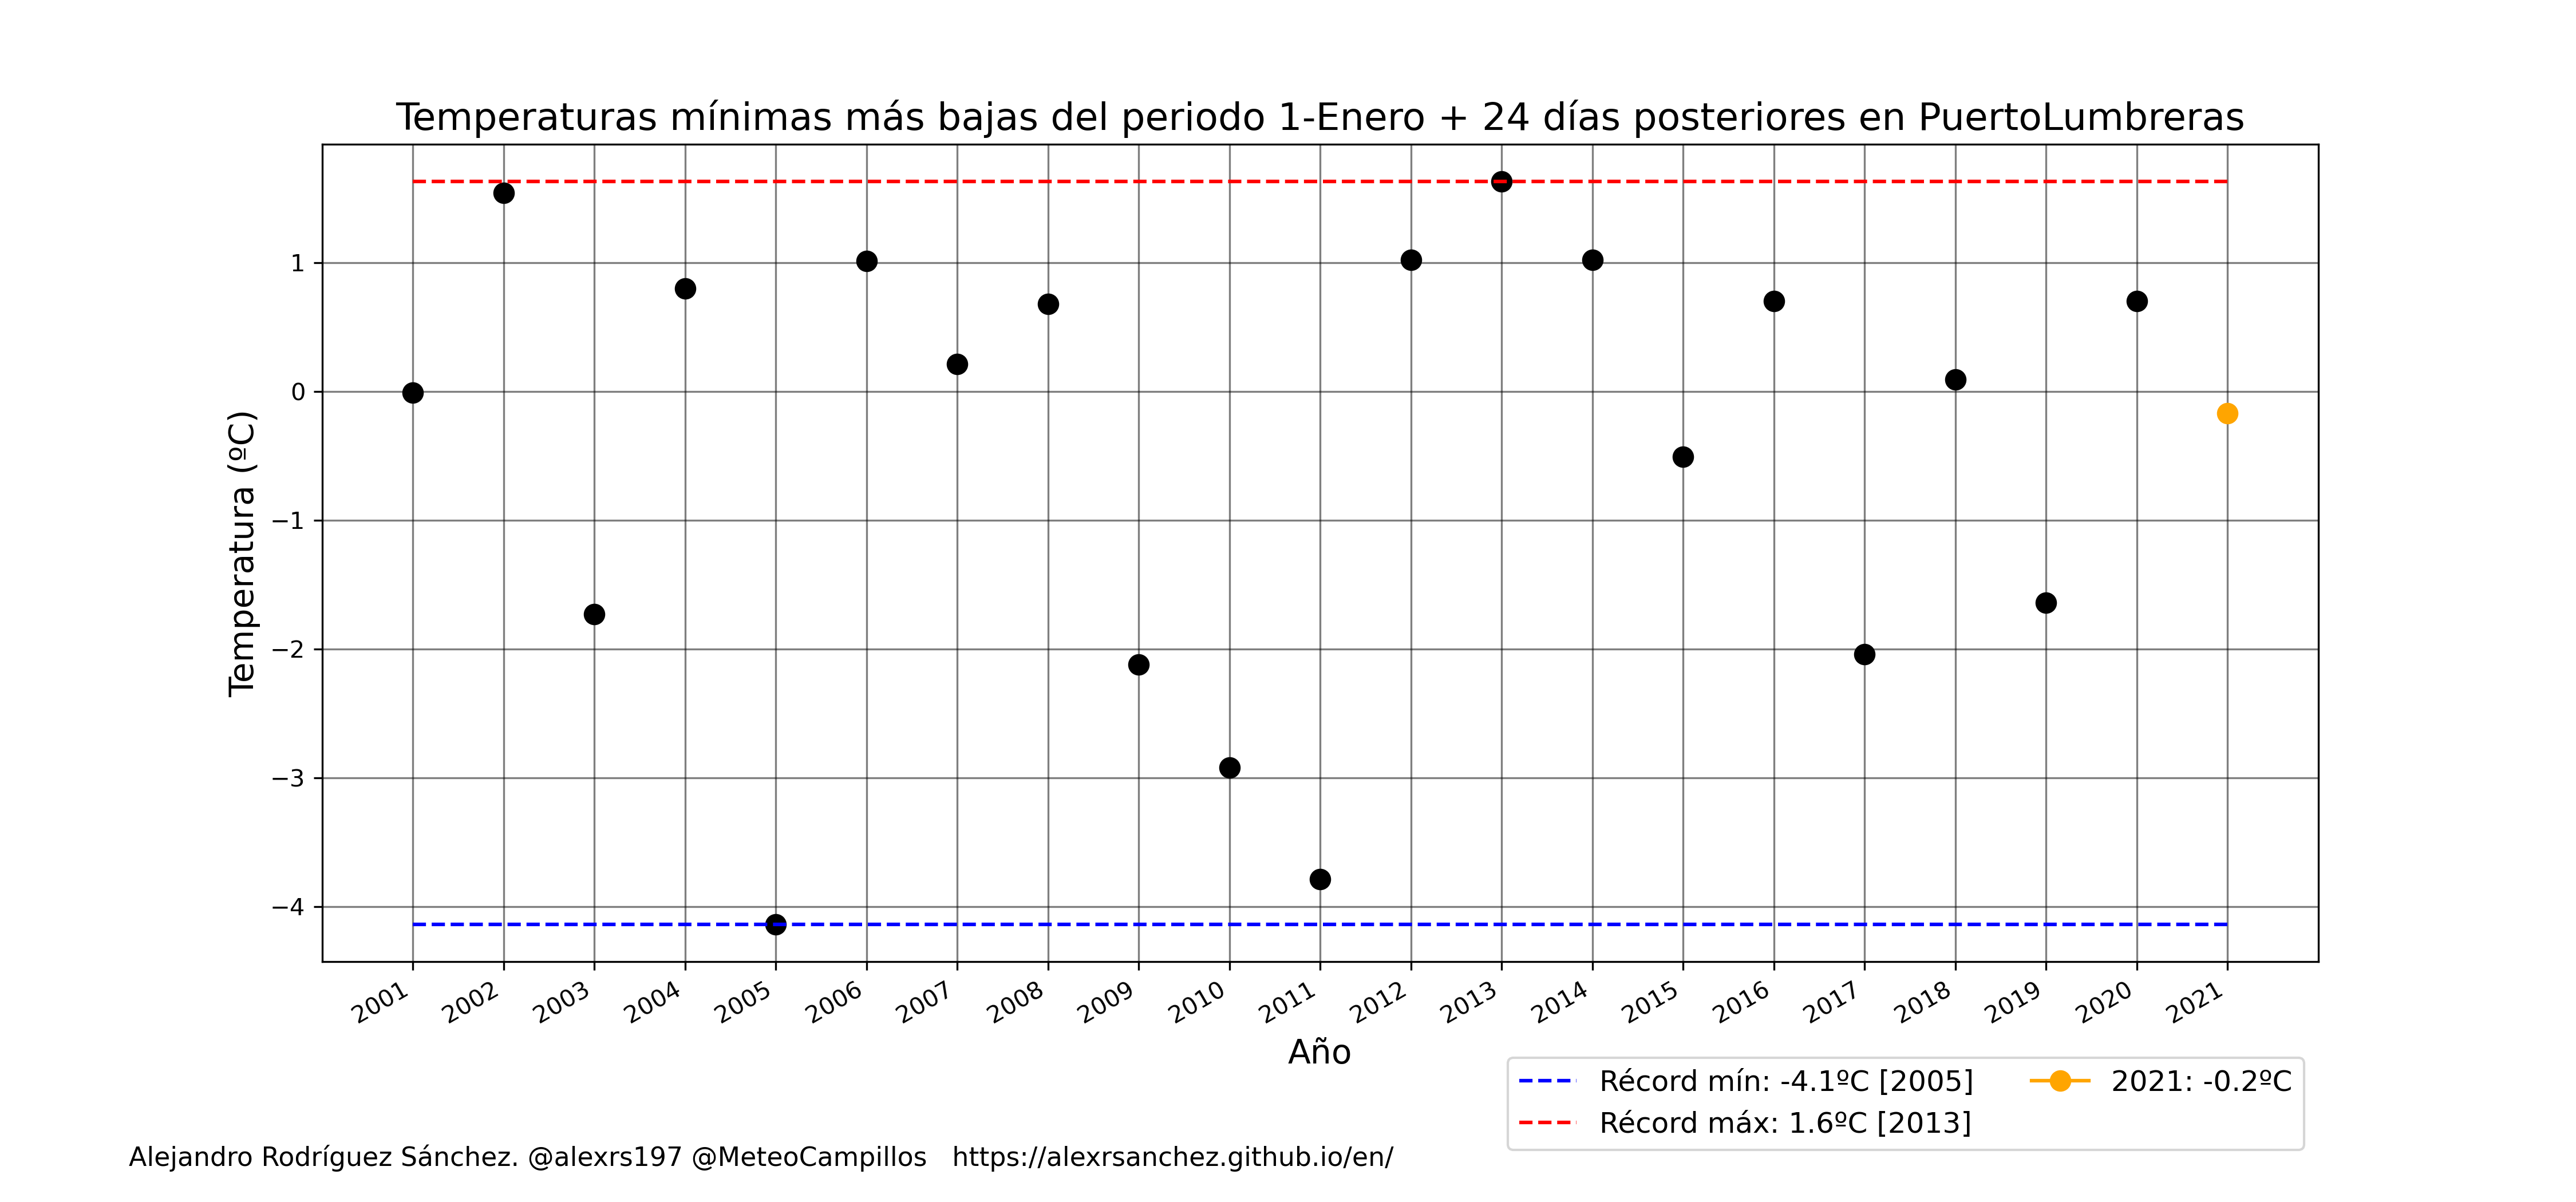 Temperaturas mínimas más bajas del periodo 1-Enero + 24 días posteriores en PuertoLumbreras
Temperatura (ºC)
1
0
−1
−2
−3
−4
2001 2002 2003 2004 2005 2006 2007 2008 2009 2010 2011 2012 2013 2014 2015 2016 2017 2018 2019 2020 2021
Año
Récord mín: -4.1ºC [2005]
Récord máx: 1.6ºC [2013]
2021: -0.2ºC
Alejandro Rodríguez Sánchez. @alexrs197 @MeteoCampillos https://alexrsanchez.github.io/en/